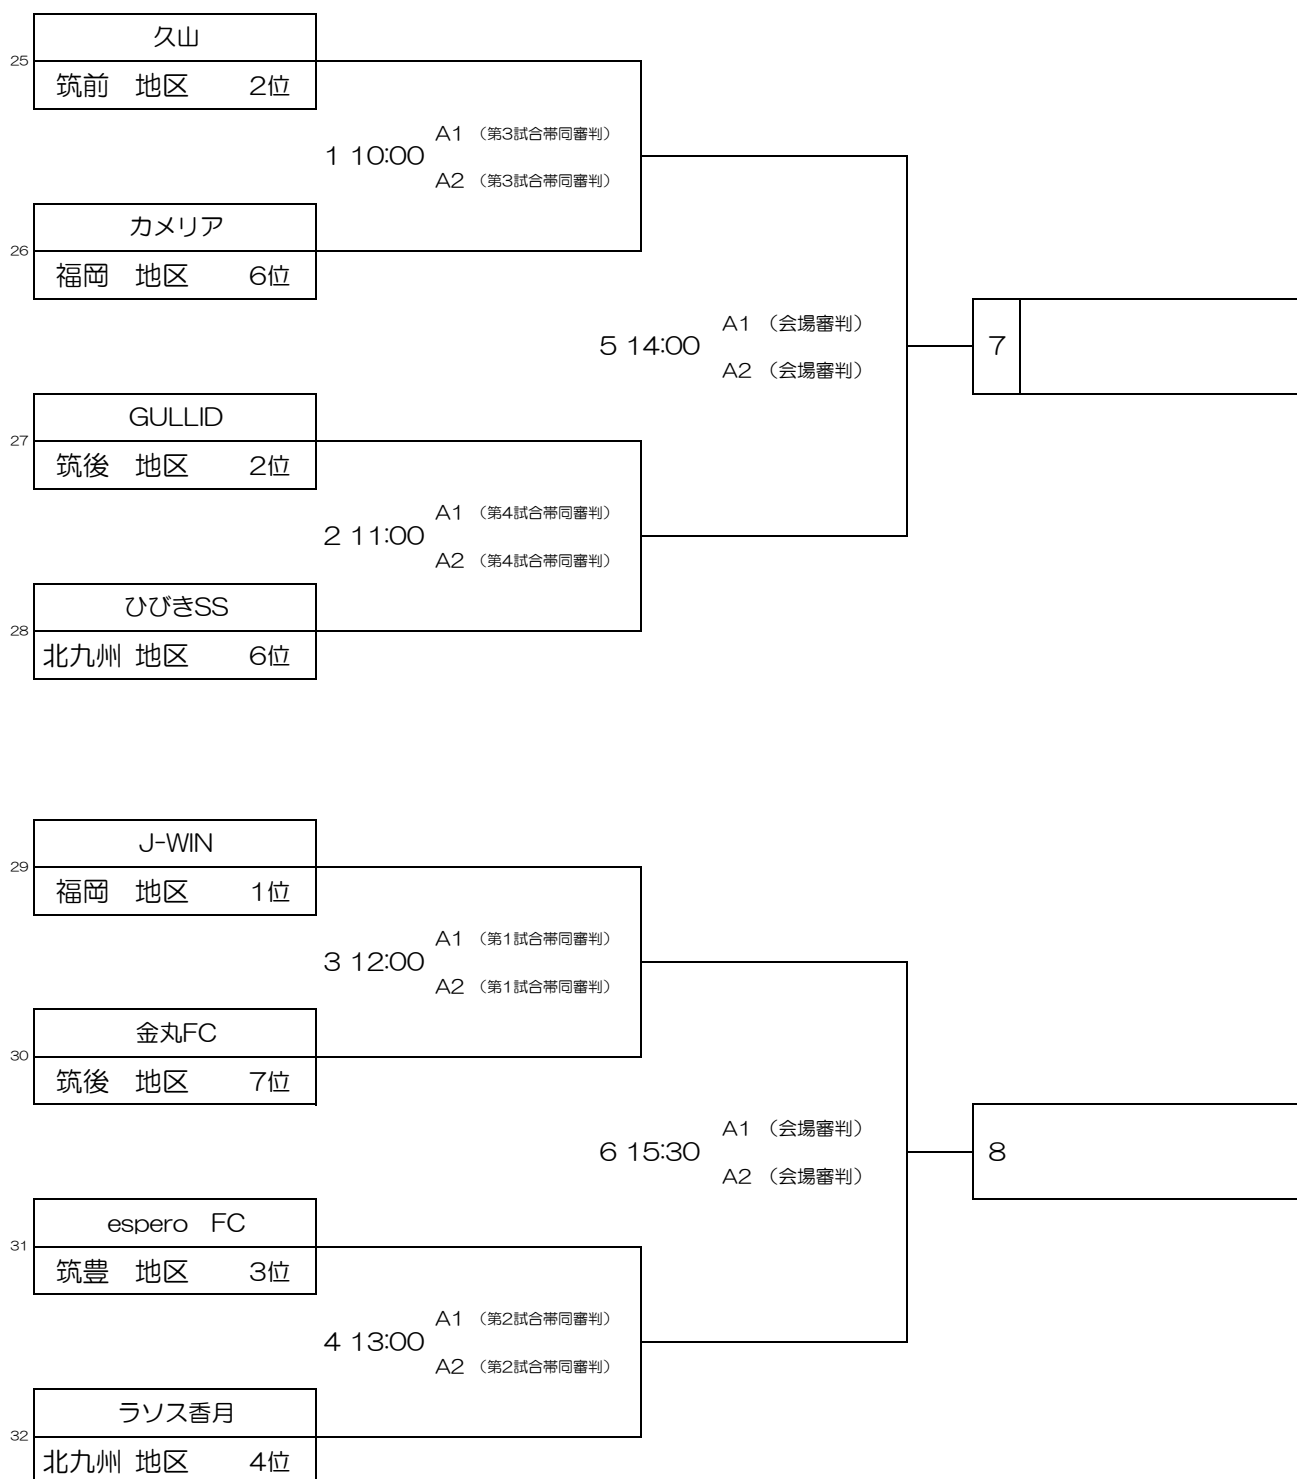 久山
25
筑前 地区 2位
A1 (第3試合帯同審判)
1 10:00
A2 (第3試合帯同審判)
カメリア
26
福岡 地区 6位
A1 (会場審判)
5 14:00
A2 (会場審判)
7
GULLID
27
筑後 地区 2位
A1 (第4試合帯同審判)
2 11:00
A2 (第4試合帯同審判)
ひびきSS
28
北九州 地区 6位
J-WIN
29
福岡 地区 1位
A1 (第1試合帯同審判)
3 12:00
A2 (第1試合帯同審判)
金丸FC
30
筑後 地区 7位
A1 (会場審判)
6 15:30
A2 (会場審判)
8
espero FC
31
筑豊 地区 3位
A1 (第2試合帯同審判)
4 13:00
A2 (第2試合帯同審判)
ラソス香月
32
北九州 地区 4位